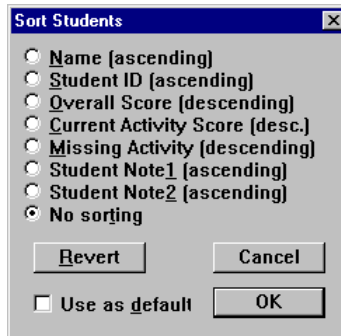 Sort Students
Name (ascending)
Student ID (ascending)
Overall Score (descending)
Current Activity Score (desc.)
Missing Activity (descending)
Student Note1 (ascending)
Student Note2 (ascending)
No sorting
Revert
Cancel
Use as default
OK